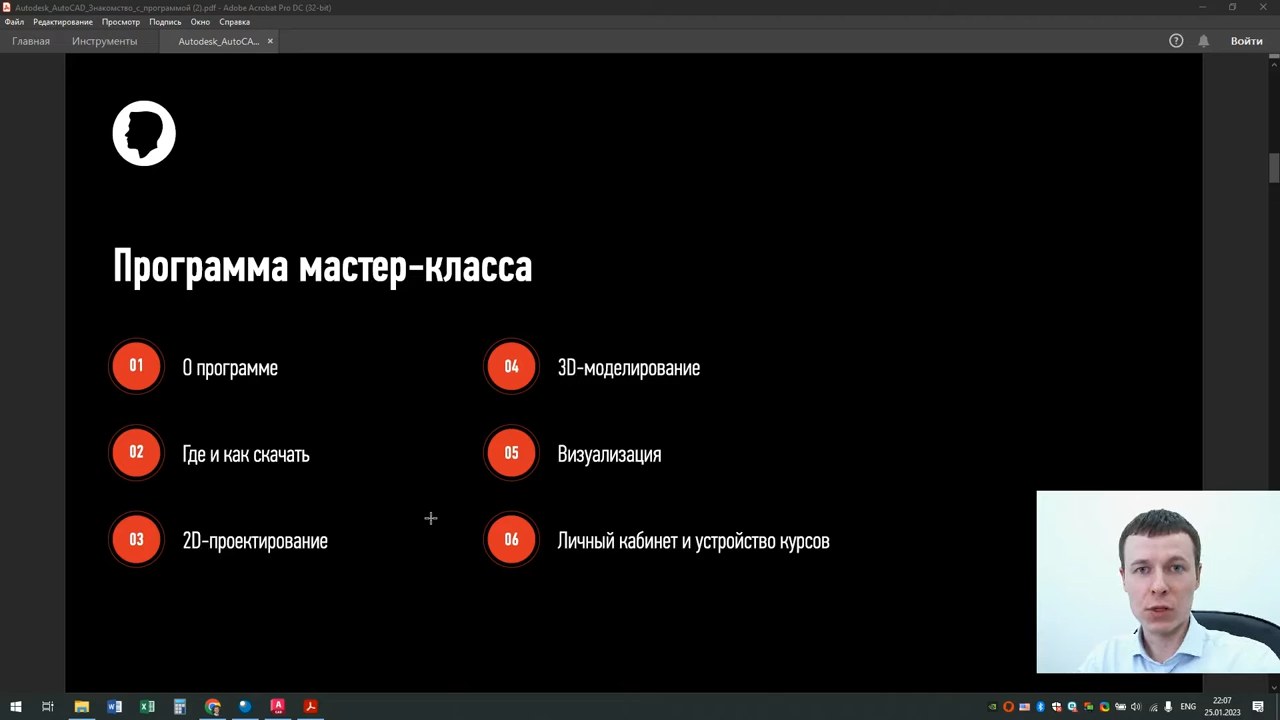 Autodesk_AutoCAD_Знакомство_с_программой (2).pdf - Adobe Acrobat Pro DC (32-bit)
Файл Редактирование Просмотр Подпись Окно Справка
Главная Инструменты Autodesk_AutoCA... × Войти
Программа мастер-класса
01 О программе
02 Где и как скачать
03 2D-проектирование
04 3D-моделирование
05 Визуализация
06 Личный кабинет и устройство курсов
ENG 22:07
25.01.2023